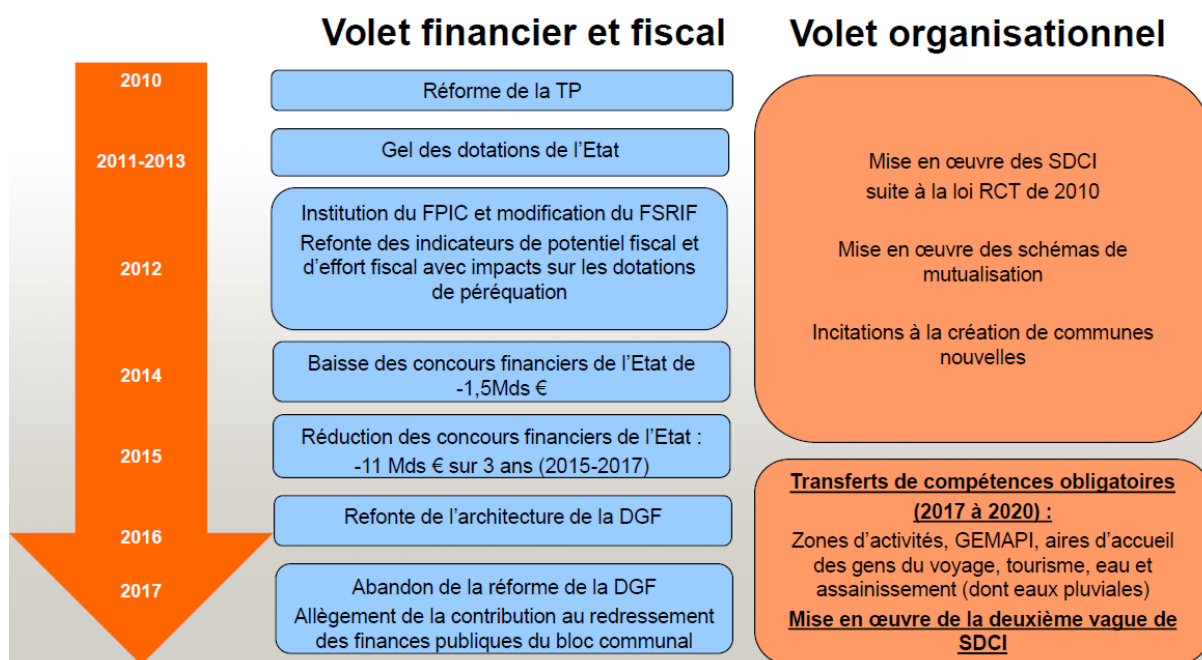 Volet financier et fiscal
Volet organisationnel
2010
2011-2013
2012
2014
2015
2016
2017
Réforme de la TP
Gel des dotations de l'Etat
Institution du FPIC et modification du FSRIF
Refonte des indicateurs de potentiel fiscal et
d'effort fiscal avec impacts sur les dotations
de péréquation
Baisse des concours financiers de l'Etat de
-1,5Mds €
Réduction des concours financiers de l'Etat :
-11 Mds € sur 3 ans (2015-2017)
Refonte de l'architecture de la DGF
Abandon de la réforme de la DGF
Allègement de la contribution au redressement
des finances publiques du bloc communal
Mise en œuvre des SDCI
suite à la loi RCT de 2010
Mise en œuvre des schémas de
mutualisation
Incitations à la création de communes
nouvelles
Transferts de compétences obligatoires
(2017 à 2020) :
Zones d'activités, GEMAPI, aires d'accueil
des gens du voyage, tourisme, eau et
assainissement (dont eaux pluviales)
Mise en œuvre de la deuxième vague de
SDCI